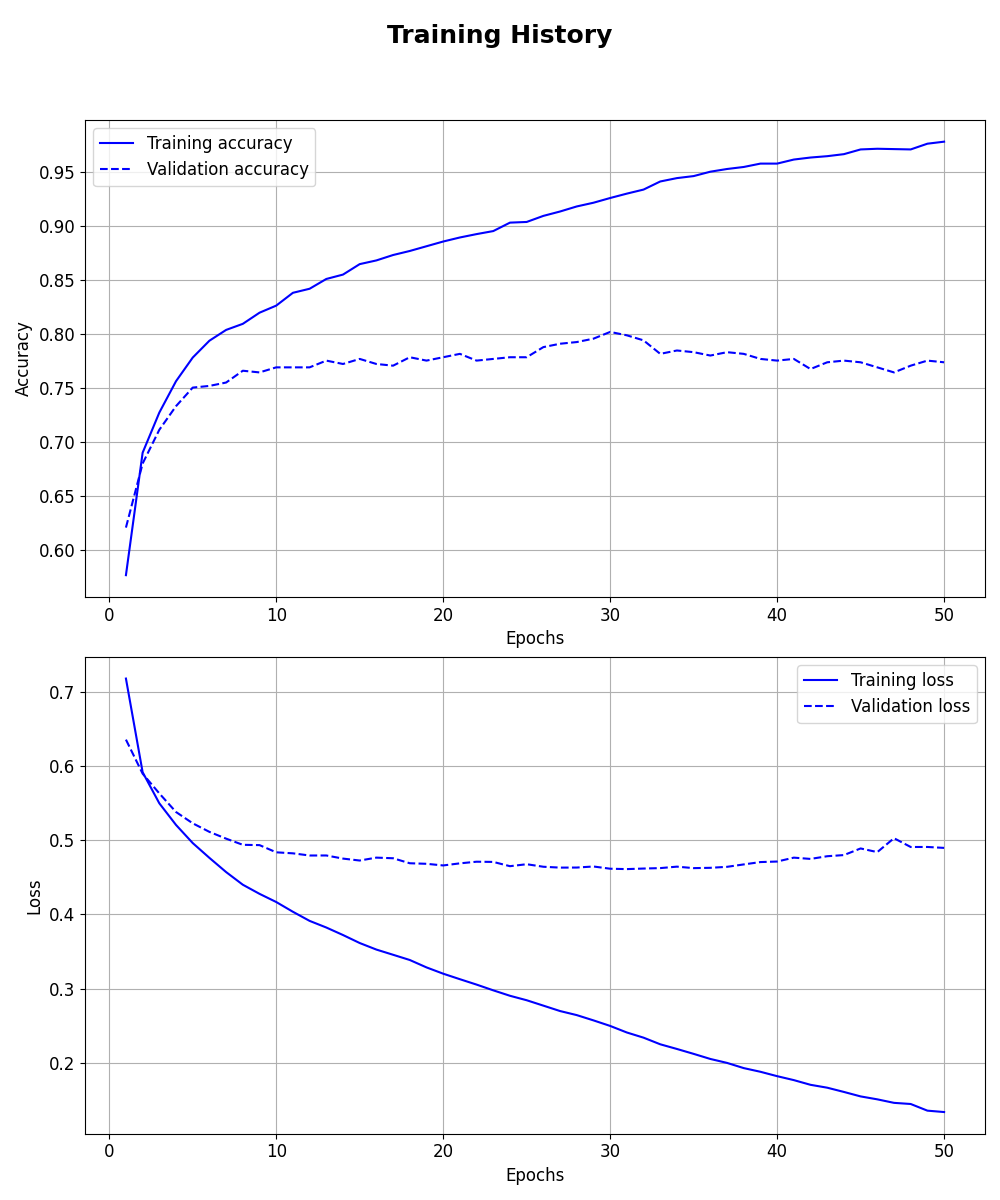 Training History
Training accuracy
Validation accuracy
0.95
0.90
0.85
0.80
0.75
0.70
0.65
0.60
Accuracy
0 10 20 30 40 50
Epochs
Training loss
Validation loss
0.7
0.6
0.5
0.4
0.3
0.2
Loss
0 10 20 30 40 50
Epochs